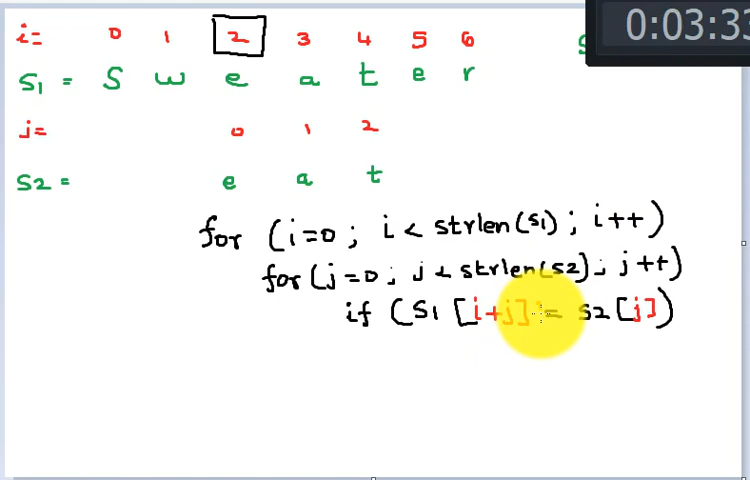 0:03:33
i= 0 1 2 3 4 5 6
S1 = S w e a t e r
j= 0 1 2
S2 = e a t
for (i=0 ; i < strlen(S1) ; i++)
for(j=0 ; j < strlen(S2) ; j++)
if (S1 [i+j] != S2[j])